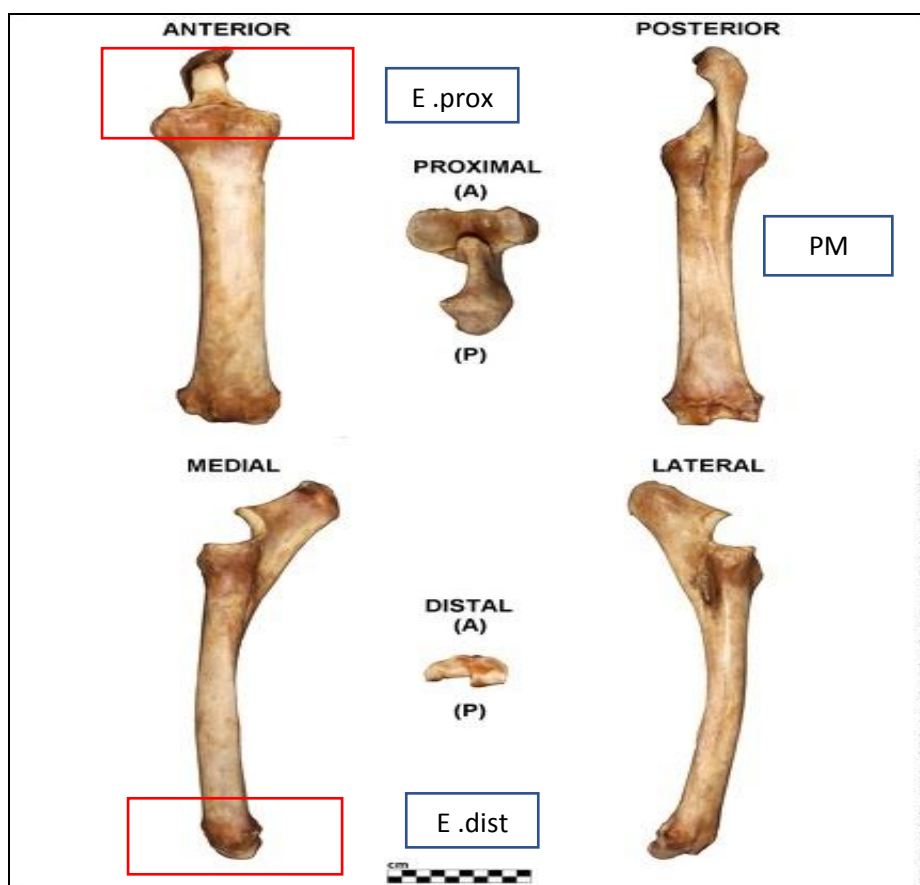 ANTERIOR
POSTERIOR
E .prox
PROXIMAL
(A)
PM
(P)
MEDIAL
LATERAL
DISTAL
(A)
(P)
E .dist
cm